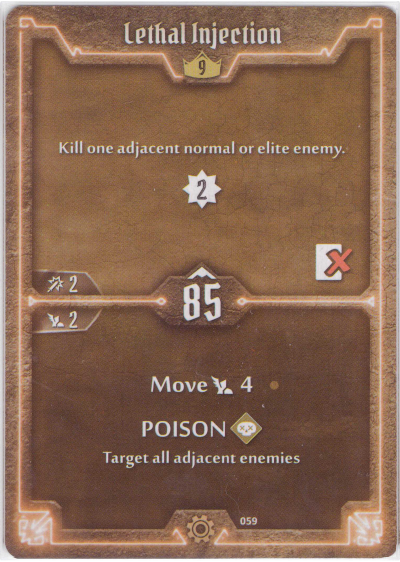 Lethal Injection
9
Kill one adjacent normal or elite enemy.
2
2
85
2
Move 4
POISON
Target all adjacent enemies
059